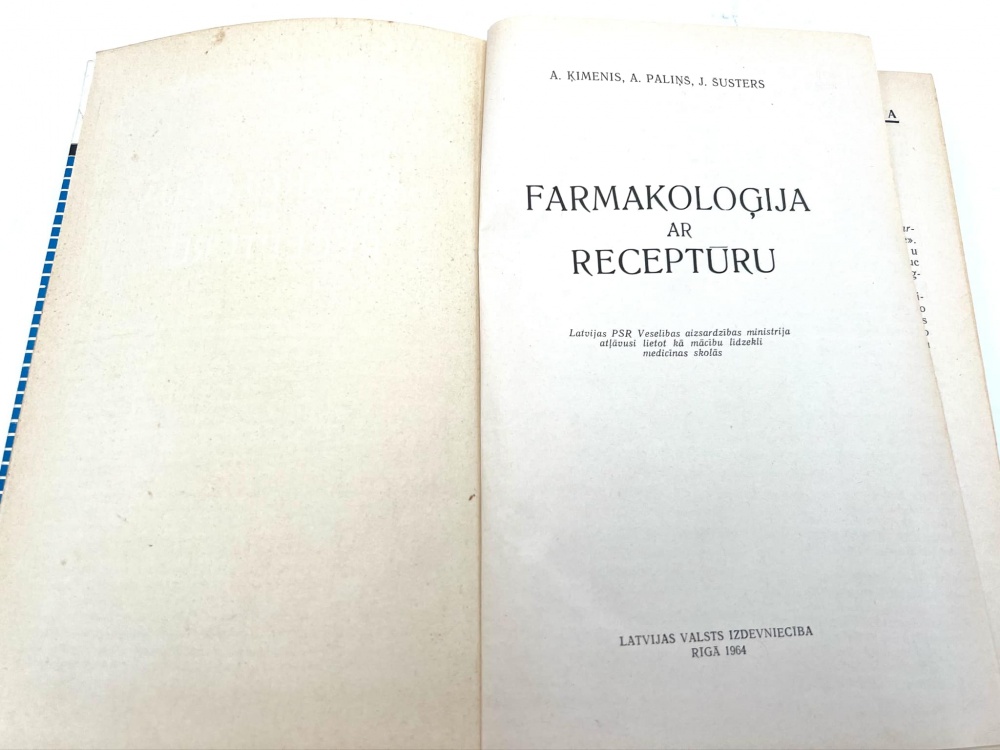 A. ĶIMENIS, A. PALIŅŠ, J. ŠUSTERS
FARMAKOLOĢIJA
AR
RECEPTŪRU
Latvijas PSR Veselības aizsardzības ministrija
atļāvusi lietot kā mācību līdzekli
medicīnas skolās
LATVIJAS VALSTS IZDEVNIECĪBA
RĪGĀ 1964
A